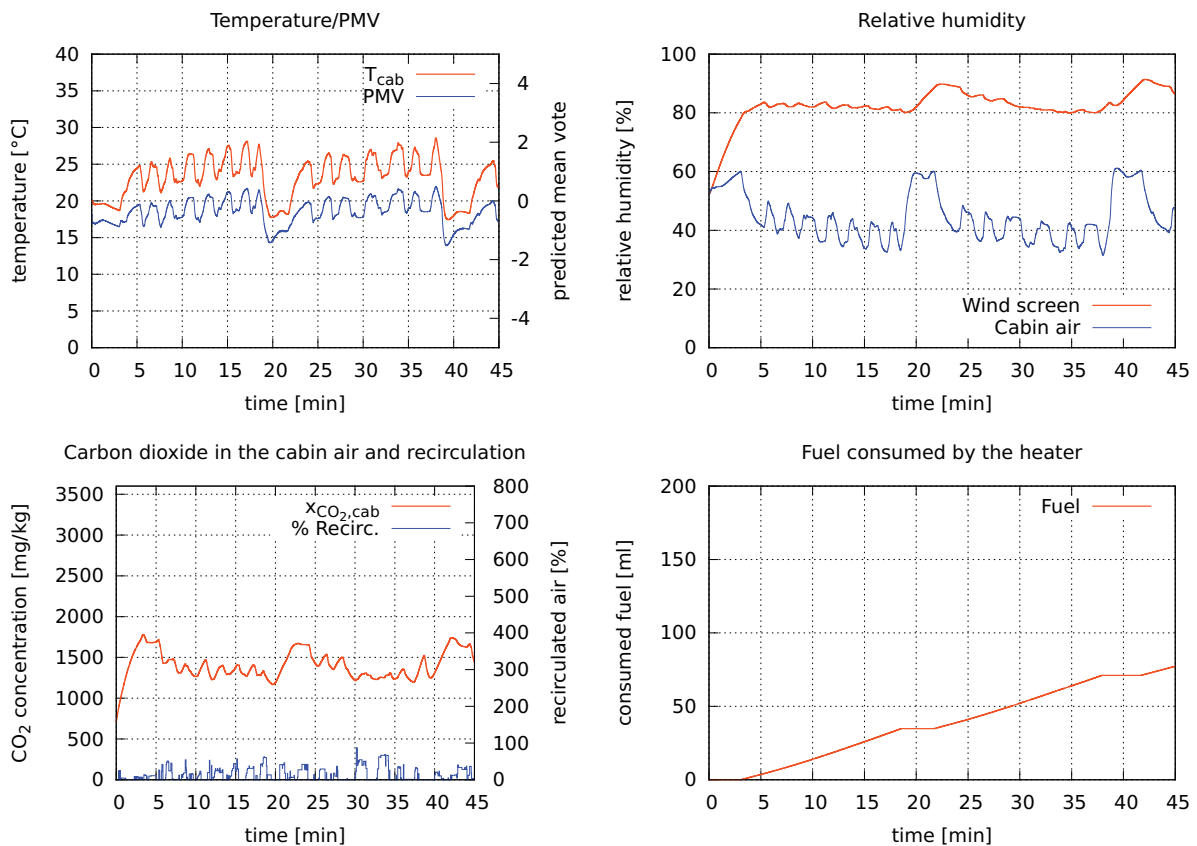 Temperature/PMV
temperature [°C]
40
35
30
25
20
15
10
5
0
T_cab
PMV
4
2
0
-2
-4
predicted mean vote
0 5 10 15 20 25 30 35 40 45
time [min]
Relative humidity
relative humidity [%]
100
80
60
40
20
0
Wind screen
Cabin air
0 5 10 15 20 25 30 35 40 45
time [min]
Carbon dioxide in the cabin air and recirculation
CO₂ concentration [mg/kg]
3500
3000
2500
2000
1500
1000
500
0
x_CO₂,cab
% Recirc.
800
700
600
500
400
300
200
100
0
recirculated air [%]
0 5 10 15 20 25 30 35 40 45
time [min]
Fuel consumed by the heater
consumed fuel [ml]
200
150
100
50
0
Fuel
0 5 10 15 20 25 30 35 40 45
time [min]